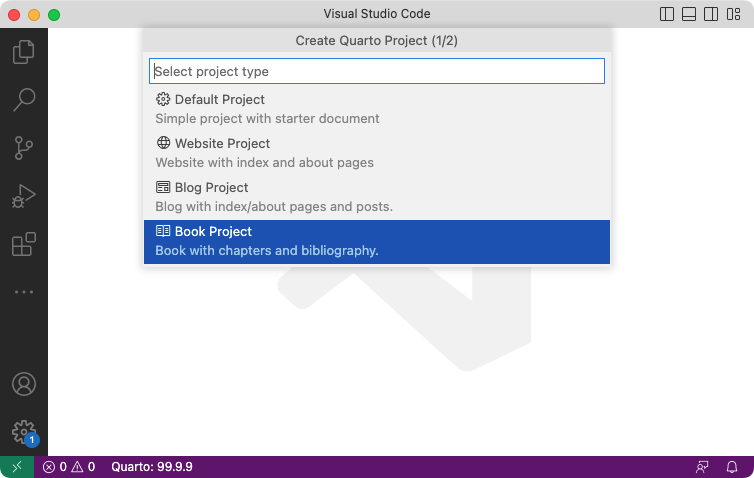 Visual Studio Code
Create Quarto Project (1/2)
Select project type
Default Project
Simple project with starter document
Website Project
Website with index and about pages
Blog Project
Blog with index/about pages and posts.
Book Project
Book with chapters and bibliography.
1
0 0 Quarto: 99.9.9